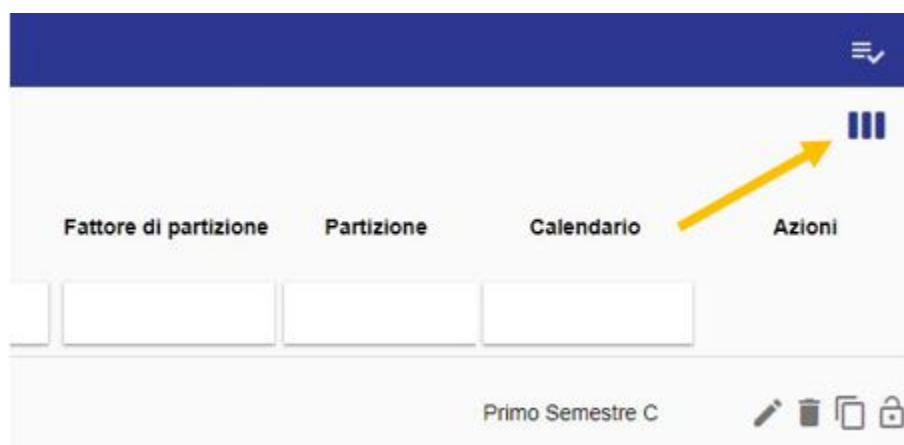 Fattore di partizione Partizione Calendario Azioni
Primo Semestre C